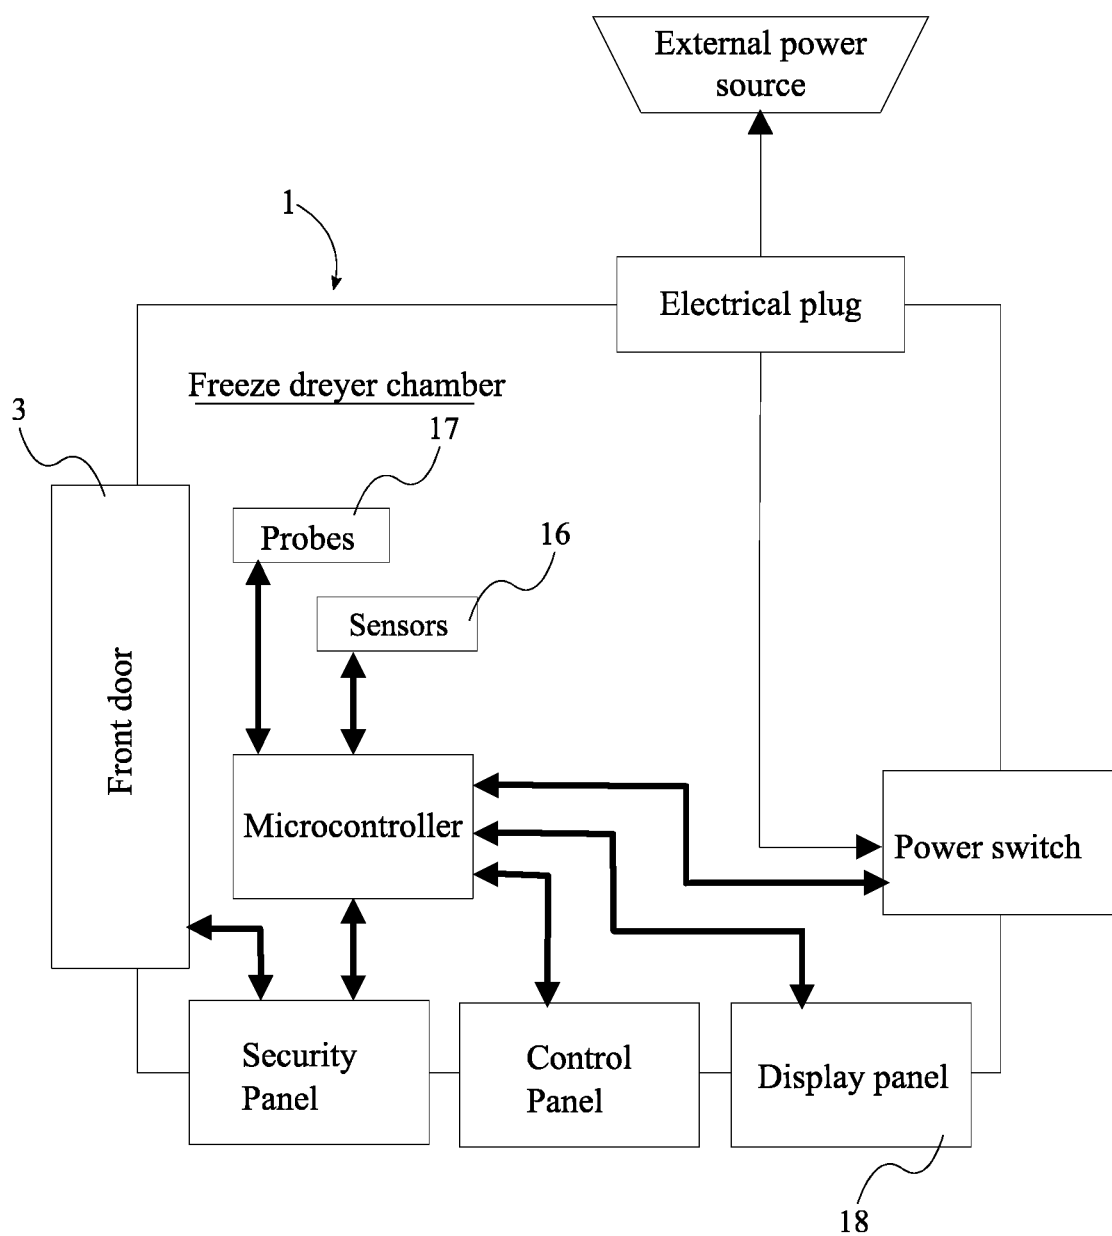 External power
source
1
Electrical plug
Freeze dreyer chamber
3
17
Probes
16
Sensors
Front door
Microcontroller
Power switch
Security
Panel
Control
Panel
Display panel
18